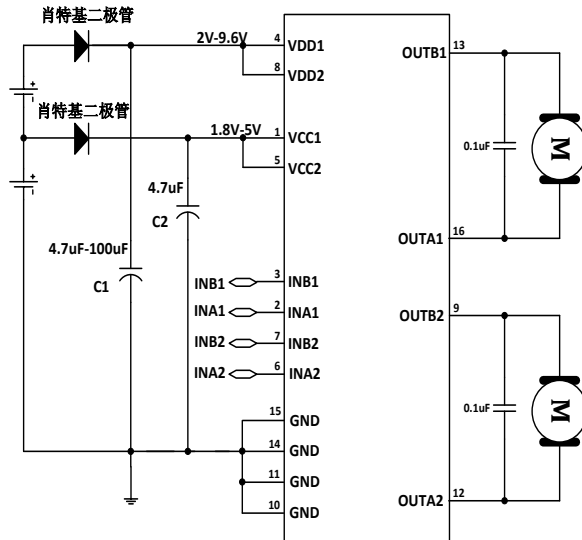 肖特基二极管
2V-9.6V
4
VDD1
8
VDD2
肖特基二极管
1.8V-5V
1
VCC1
5
VCC2
4.7uF
C2
4.7uF-100uF
C1
INB1
3
INB1
INA1
2
INA1
INB2
7
INB2
INA2
6
INA2
15
GND
14
GND
11
GND
10
GND
OUTB1
13
0.1uF
M
OUTA1
16
OUTB2
9
0.1uF
M
OUTA2
12